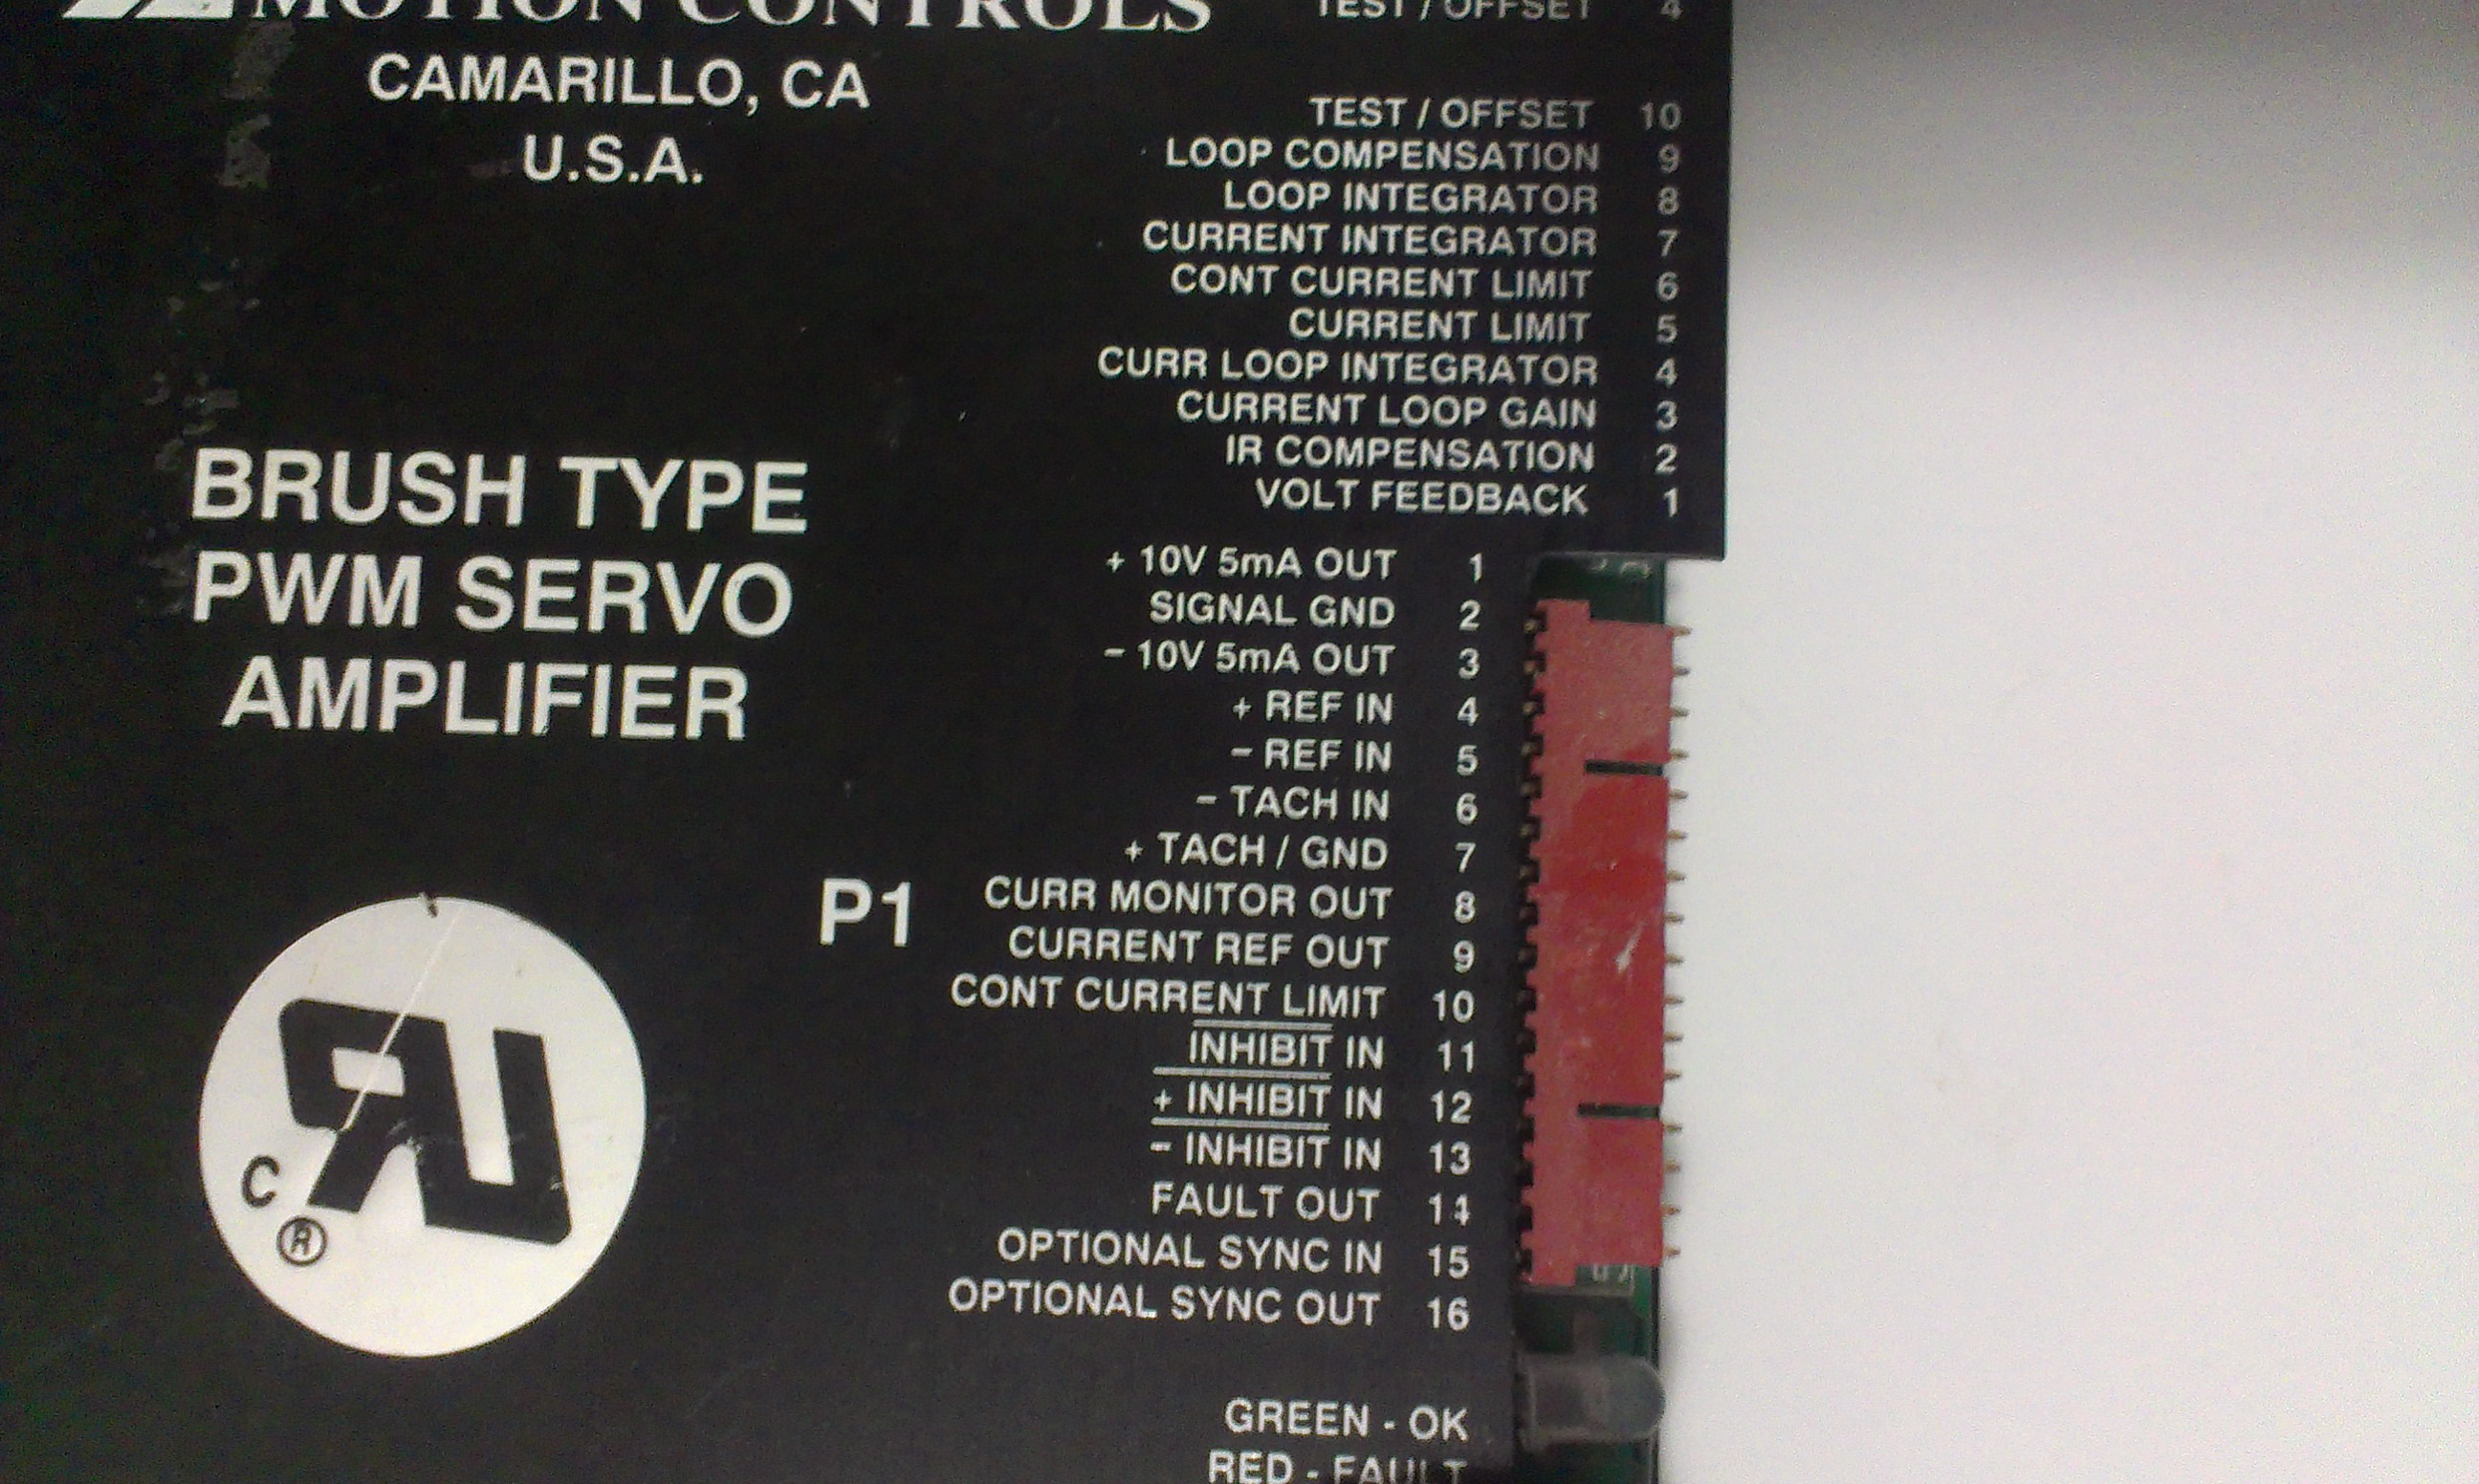 MOTION CONTROLS
CAMARILLO, CA
U.S.A.
TEST / OFFSET 4
TEST / OFFSET 10
LOOP COMPENSATION 9
LOOP INTEGRATOR 8
CURRENT INTEGRATOR 7
CONT CURRENT LIMIT 6
CURRENT LIMIT 5
CURR LOOP INTEGRATOR 4
CURRENT LOOP GAIN 3
IR COMPENSATION 2
VOLT FEEDBACK 1
BRUSH TYPE
PWM SERVO
AMPLIFIER
P1
+ 10V 5mA OUT 1
SIGNAL GND 2
- 10V 5mA OUT 3
+ REF IN 4
- REF IN 5
- TACH IN 6
+ TACH / GND 7
CURR MONITOR OUT 8
CURRENT REF OUT 9
CONT CURRENT LIMIT 10
INHIBIT IN 11
+ INHIBIT IN 12
- INHIBIT IN 13
FAULT OUT 14
OPTIONAL SYNC IN 15
OPTIONAL SYNC OUT 16
C RU ®
GREEN - OK
RED - FAULT